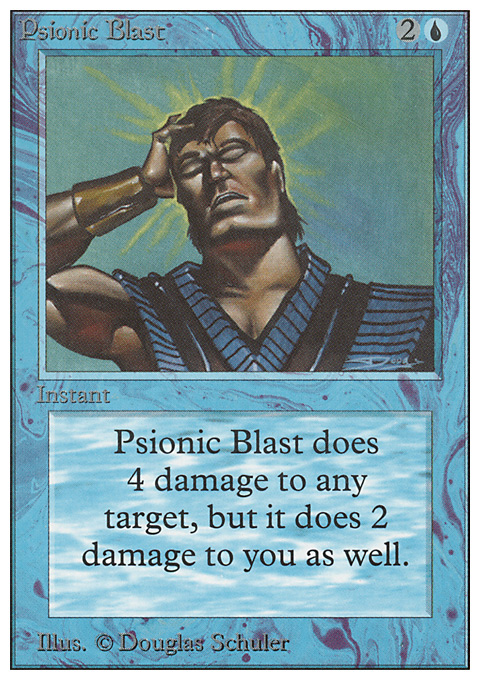 Psionic Blast 2
Instant
Psionic Blast does
4 damage to any
target, but it does 2
damage to you as well.
Illus. © Douglas Schuler